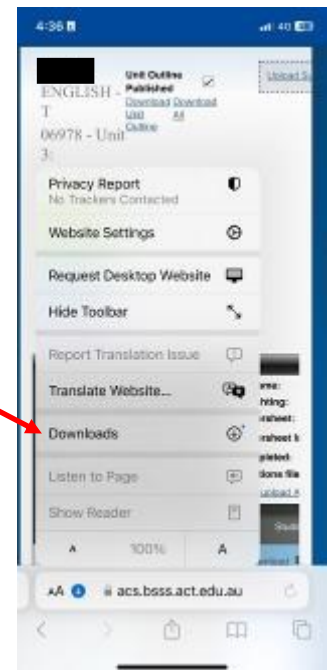 4:36
4G
ENGLISH -
T
06978 - Unit
3:
Unit Outline
Published
Download Download
Unit All
Outline
Privacy Report
No Trackers Contacted
Website Settings
Request Desktop Website
Hide Toolbar
Report Translation Issue
Translate Website...
Downloads
Listen to Page
Show Reader
A 100% A
AA acs.bsss.act.edu.au